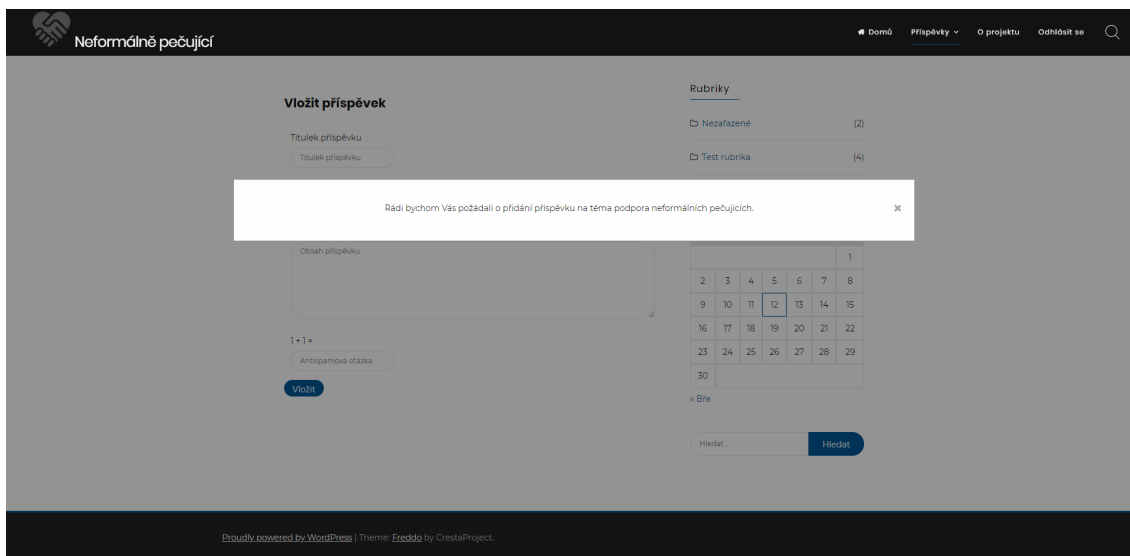 Neformálně pečující
Domů Příspěvky O projektu Odhlásit se
Vložit příspěvek
Titulek příspěvku
Titulek příspěvku
Rubriky
Nezařazené (2)
Test rubrika (4)
Rádi bychom Vás požádali o přidání příspěvku na téma podpora neformálních pečujících. ×
Obsah příspěvku
1 + 1 =
Antispamová otázka
Vložit
1
2 3 4 5 6 7 8
9 10 11 12 13 14 15
16 17 18 19 20 21 22
23 24 25 26 27 28 29
30
« Bře
Hledat … Hledat
Proudly powered by WordPress | Theme: Freddo by CrestaProject.